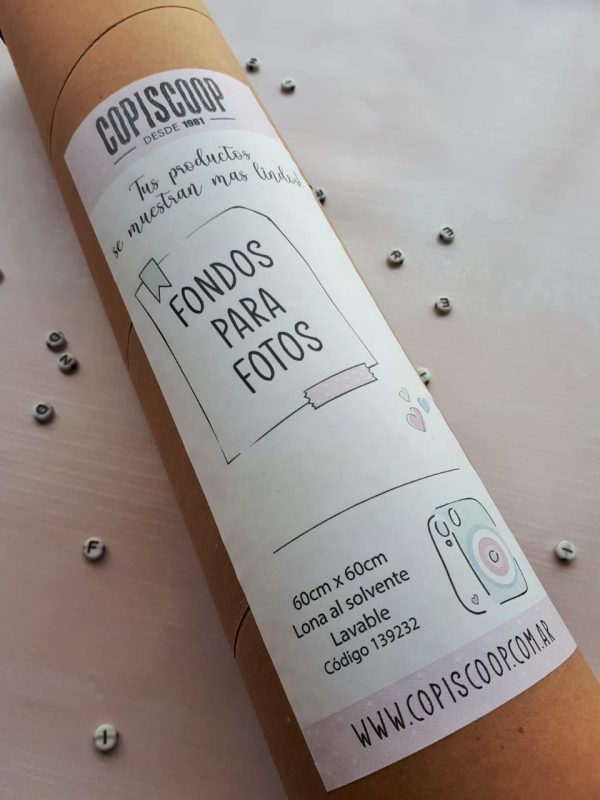 COPISCOOP
DESDE 1981
Tus productos
se muestran mas lindos!
FONDOS
PARA
FOTOS
60cm x 60cm
Lona al solvente
Lavable
Código 139232
WWW.COPISCOOP.COM.AR